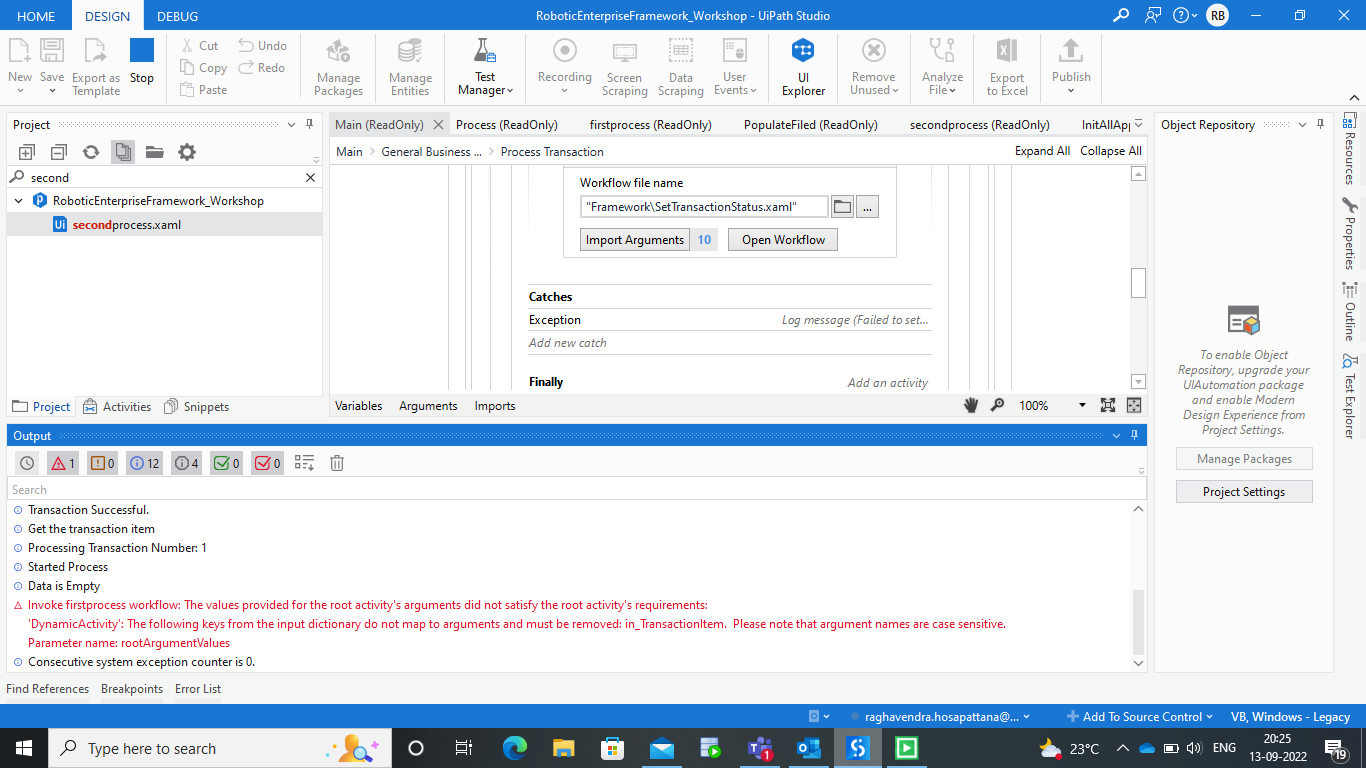 HOME DESIGN DEBUG RoboticEnterpriseFramework_Workshop - UiPath Studio RB
New Save Export as Template Stop
Cut Undo
Copy Redo
Paste
Manage Packages Manage Entities Test Manager Recording Screen Scraping Data Scraping User Events UI Explorer Remove Unused Analyze File Export to Excel Publish
Project
second
RoboticEnterpriseFramework_Workshop
Ui secondprocess.xaml
Project Activities Snippets
Main (ReadOnly) Process (ReadOnly) firstprocess (ReadOnly) PopulateFiled (ReadOnly) secondprocess (ReadOnly) InitAllApp
Main General Business ... Process Transaction Expand All Collapse All
Workflow file name
"Framework\SetTransactionStatus.xaml"
...
Import Arguments 10 Open Workflow
Catches
Exception Log message (Failed to set...
Add new catch
Finally Add an activity
Variables Arguments Imports 100%
Object Repository
To enable Object
Repository, upgrade your
UIAutomation package
and enable Modern
Design Experience from
Project Settings.
Manage Packages
Project Settings
Resources
Properties
Outline
Test Explorer
Output
1 0 12 4 0 0
Search
Transaction Successful.
Get the transaction item
Processing Transaction Number: 1
Started Process
Data is Empty
Invoke firstprocess workflow: The values provided for the root activity's arguments did not satisfy the root activity's requirements:
'DynamicActivity': The following keys from the input dictionary do not map to arguments and must be removed: in_TransactionItem.  Please note that argument names are case sensitive.
Parameter name: rootArgumentValues
Consecutive system exception counter is 0.
Find References Breakpoints Error List
raghavendra.hosapattana@... Add To Source Control VB, Windows - Legacy
Type here to search
1
23°C ENG
20:25
13-09-2022
19